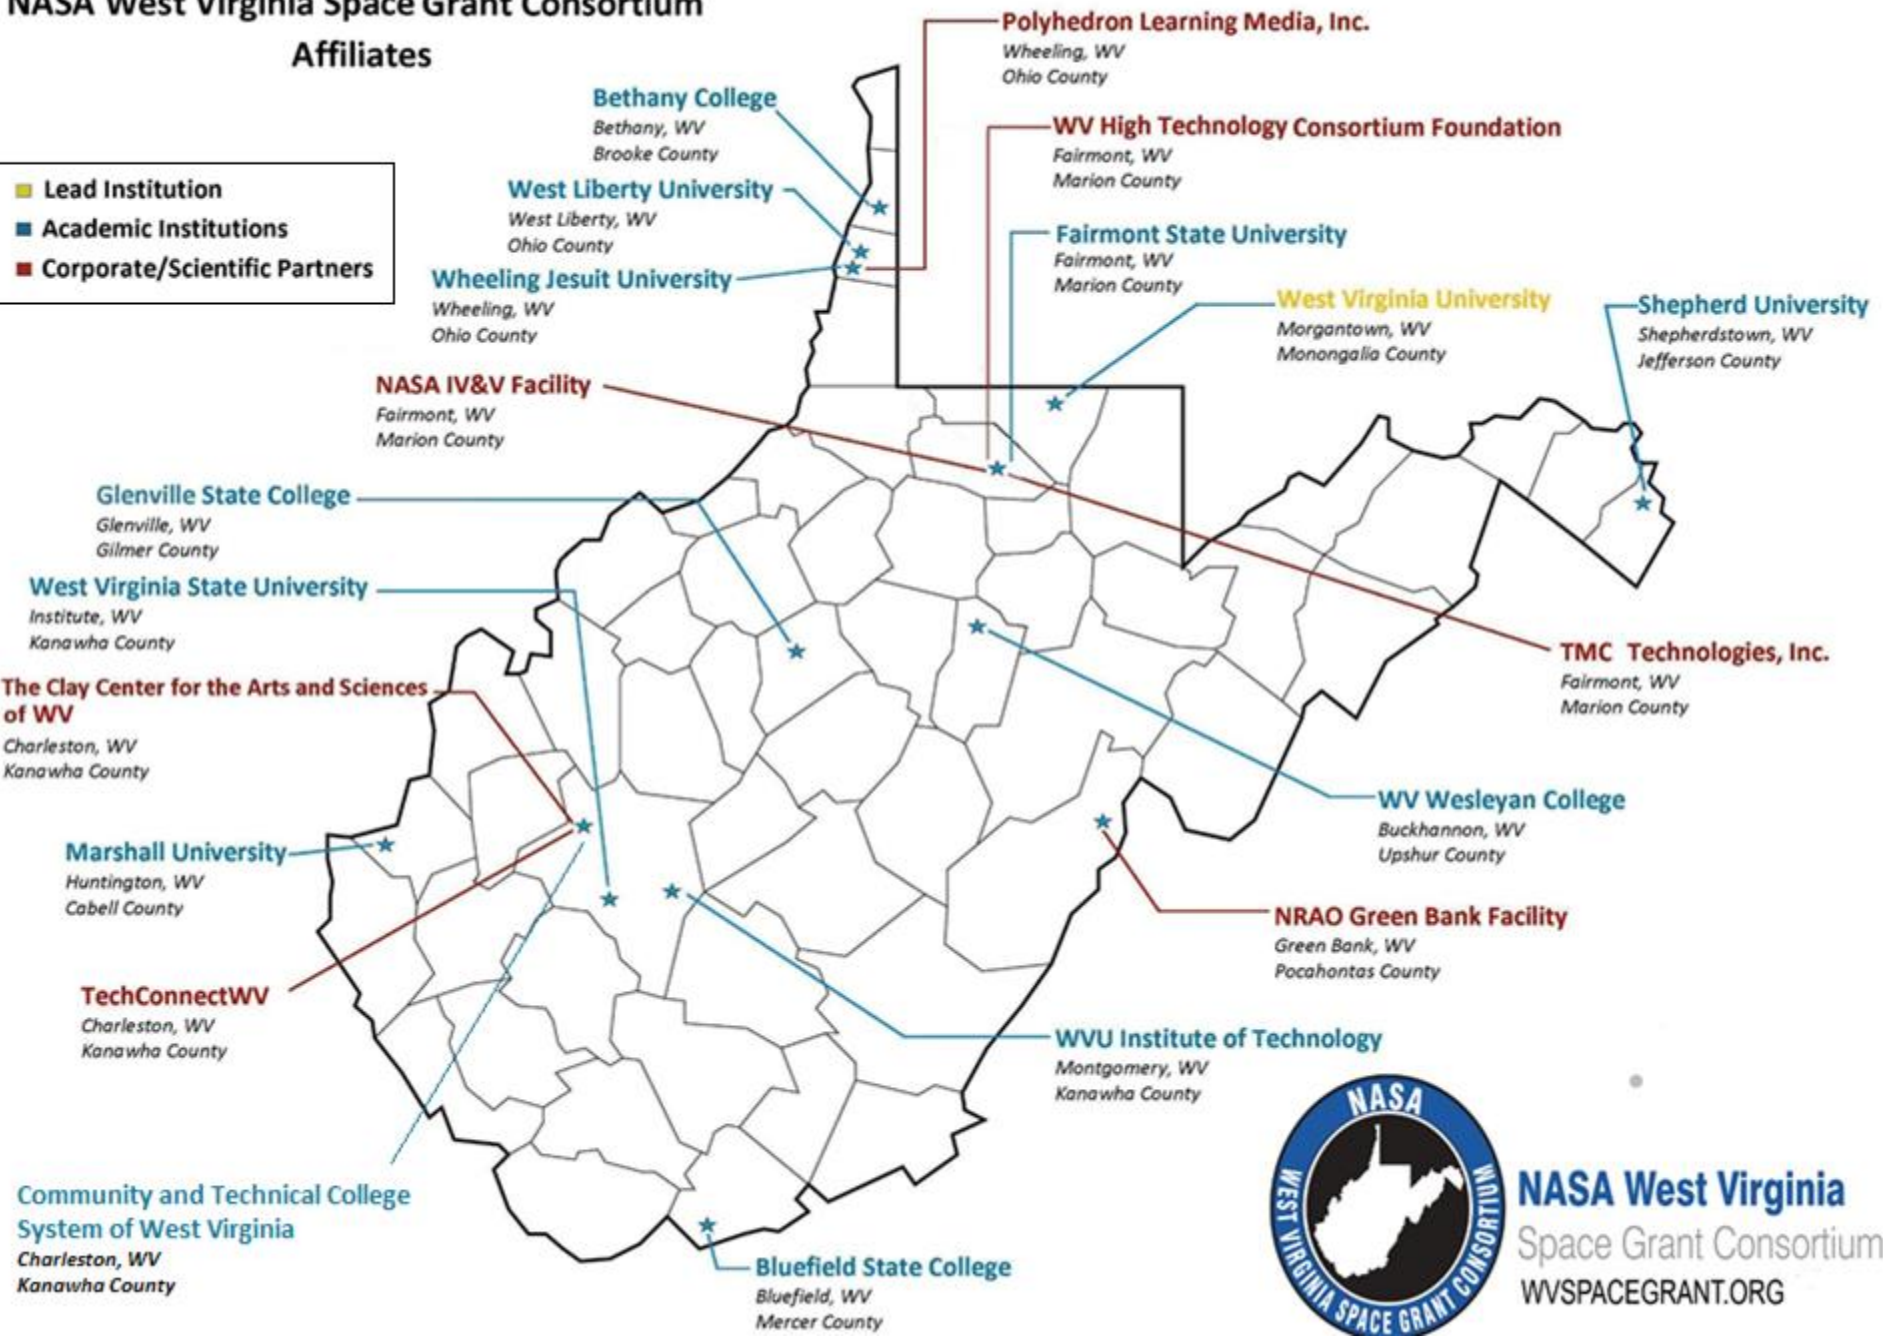 NASA West Virginia Space Grant Consortium
Affiliates
Lead Institution
Academic Institutions
Corporate/Scientific Partners
Polyhedron Learning Media, Inc.
Wheeling, WV
Ohio County
Bethany College
Bethany, WV
Brooke County
WV High Technology Consortium Foundation
Fairmont, WV
Marion County
West Liberty University
West Liberty, WV
Ohio County
Fairmont State University
Fairmont, WV
Marion County
Wheeling Jesuit University
Wheeling, WV
Ohio County
West Virginia University
Morgantown, WV
Monongalia County
Shepherd University
Shepherdstown, WV
Jefferson County
NASA IV&V Facility
Fairmont, WV
Marion County
Glenville State College
Glenville, WV
Gilmer County
West Virginia State University
Institute, WV
Kanawha County
TMC Technologies, Inc.
Fairmont, WV
Marion County
The Clay Center for the Arts and Sciences
of WV
Charleston, WV
Kanawha County
WV Wesleyan College
Buckhannon, WV
Upshur County
Marshall University
Huntington, WV
Cabell County
NRAO Green Bank Facility
Green Bank, WV
Pocahontas County
TechConnectWV
Charleston, WV
Kanawha County
WVU Institute of Technology
Montgomery, WV
Kanawha County
Community and Technical College
System of West Virginia
Charleston, WV
Kanawha County
Bluefield State College
Bluefield, WV
Mercer County
NASA
WEST VIRGINIA SPACE GRANT CONSORTIUM
NASA West Virginia
Space Grant Consortium
WVSPACEGRANT.ORG